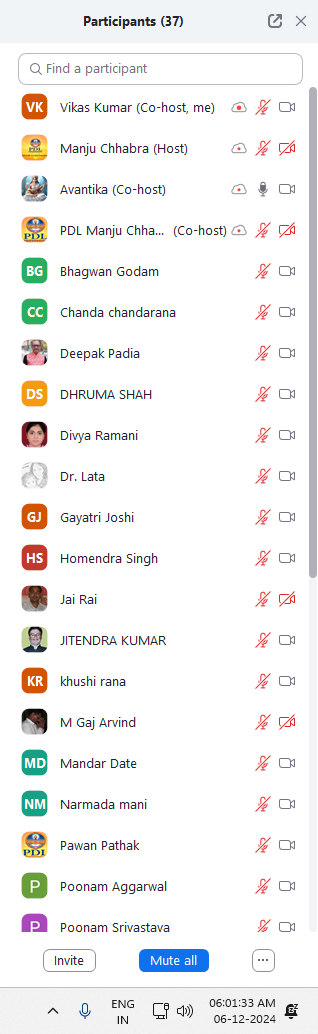 Participants (37)
Find a participant
VK Vikas Kumar (Co-host, me)
PDL Manju Chhabra (Host)
Avantika (Co-host)
PDL PDL Manju Chha... (Co-host)
BG Bhagwan Godam
CC Chanda chandarana
Deepak Padia
DS DHRUMA SHAH
Divya Ramani
Dr. Lata
GJ Gayatri Joshi
HS Homendra Singh
Jai Rai
JITENDRA KUMAR
KR khushi rana
M Gaj Arvind
MD Mandar Date
NM Narmada mani
PDL Pawan Pathak
P Poonam Aggarwal
P Poonam Srivastava
Invite Mute all ...
ENG 06:01:33 AM
IN 06-12-2024